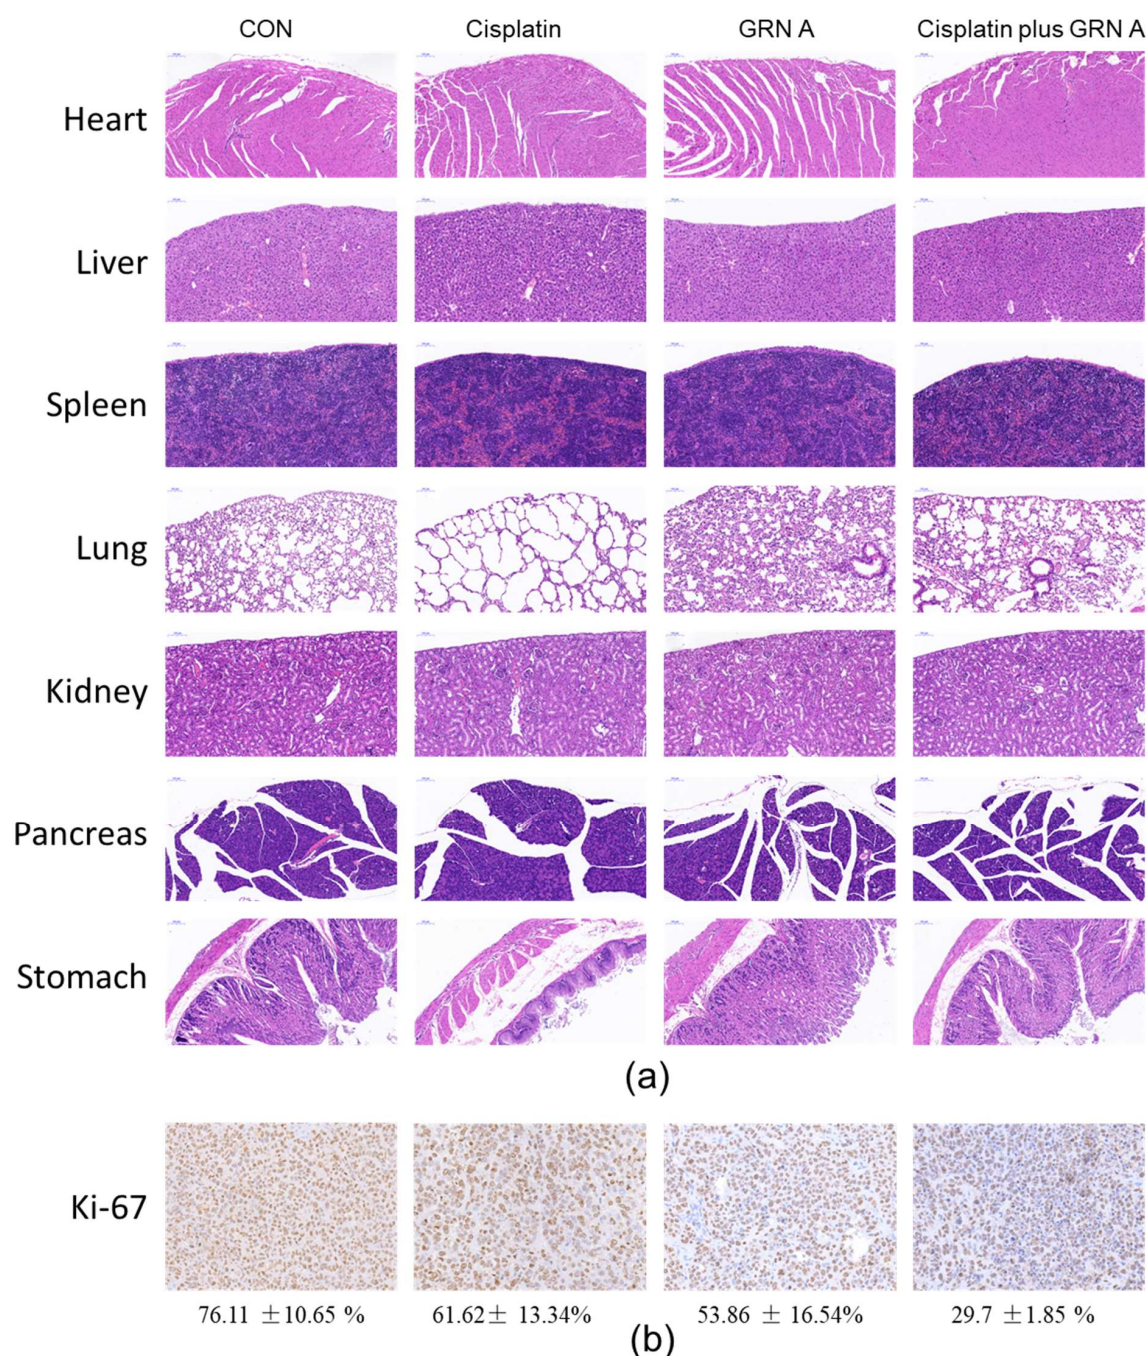 CON Cisplatin GRN A Cisplatin plus GRN A
Heart
Liver
Spleen
Lung
Kidney
Pancreas
Stomach
(a)
Ki-67
76.11 ±10.65 % 61.62± 13.34% 53.86 ± 16.54% 29.7 ±1.85 %
(b)